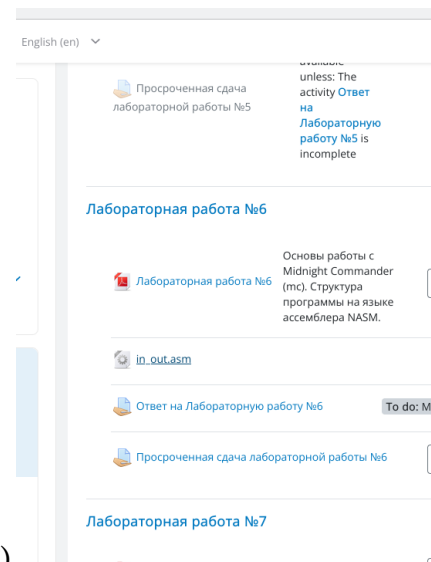 English (en)
unless: The
activity Ответ
на
Лабораторную
работу №5 is
incomplete
Просроченная сдача
лабораторной работы №5
Лабораторная работа №6
Лабораторная работа №6
Основы работы с
Midnight Commander
(mc). Структура
программы на языке
ассемблера NASM.
in_out.asm
Ответ на Лабораторную работу №6
To do: M
Просроченная сдача лабораторной работы №6
Лабораторная работа №7
)